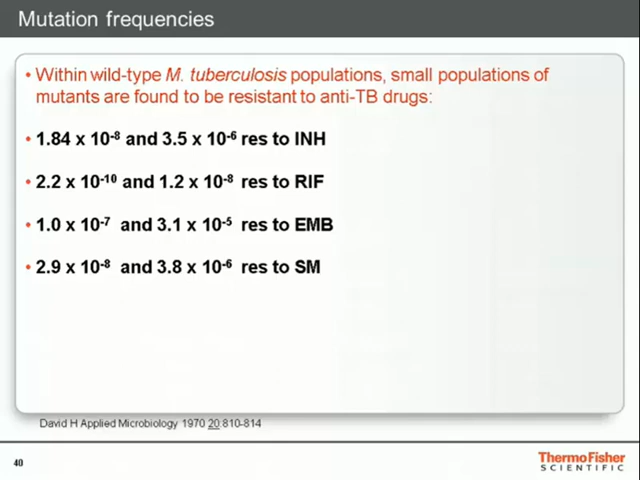 Mutation frequencies
• Within wild-type M. tuberculosis populations, small populations of
mutants are found to be resistant to anti-TB drugs:
• 1.84 x 10⁻⁸ and 3.5 x 10⁻⁶ res to INH
• 2.2 x 10⁻¹⁰ and 1.2 x 10⁻⁸ res to RIF
• 1.0 x 10⁻⁷ and 3.1 x 10⁻⁵ res to EMB
• 2.9 x 10⁻⁸ and 3.8 x 10⁻⁶ res to SM
David H Applied Microbiology 1970 20:810-814
40
ThermoFisher
SCIENTIFIC